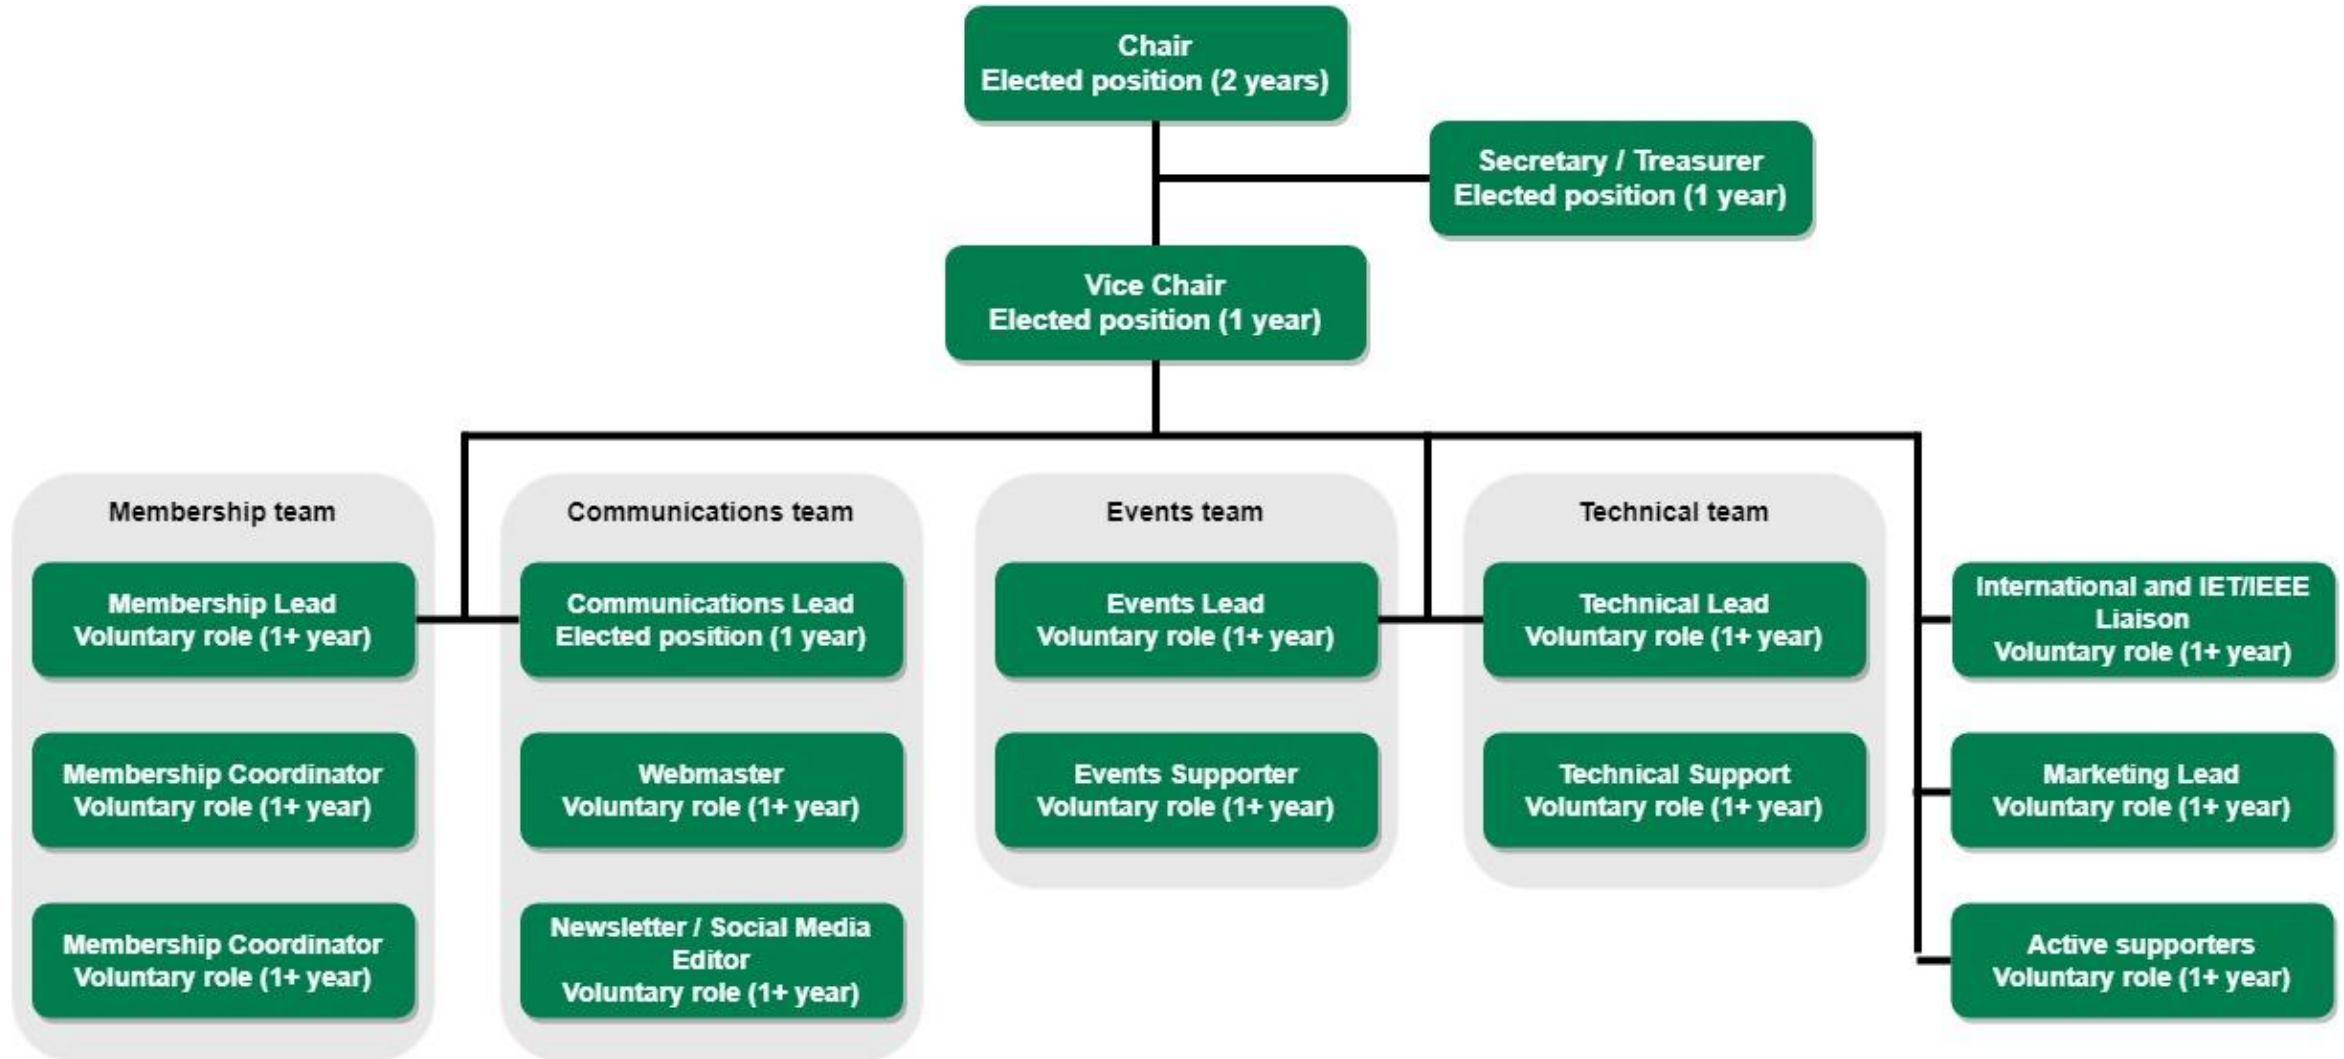 Chair
Elected position (2 years)
Secretary / Treasurer
Elected position (1 year)
Vice Chair
Elected position (1 year)
Membership team
Membership Lead
Voluntary role (1+ year)
Membership Coordinator
Voluntary role (1+ year)
Membership Coordinator
Voluntary role (1+ year)
Communications team
Communications Lead
Elected position (1 year)
Webmaster
Voluntary role (1+ year)
Newsletter / Social Media
Editor
Voluntary role (1+ year)
Events team
Events Lead
Voluntary role (1+ year)
Events Supporter
Voluntary role (1+ year)
Technical team
Technical Lead
Voluntary role (1+ year)
Technical Support
Voluntary role (1+ year)
International and IET/IEEE
Liaison
Voluntary role (1+ year)
Marketing Lead
Voluntary role (1+ year)
Active supporters
Voluntary role (1+ year)